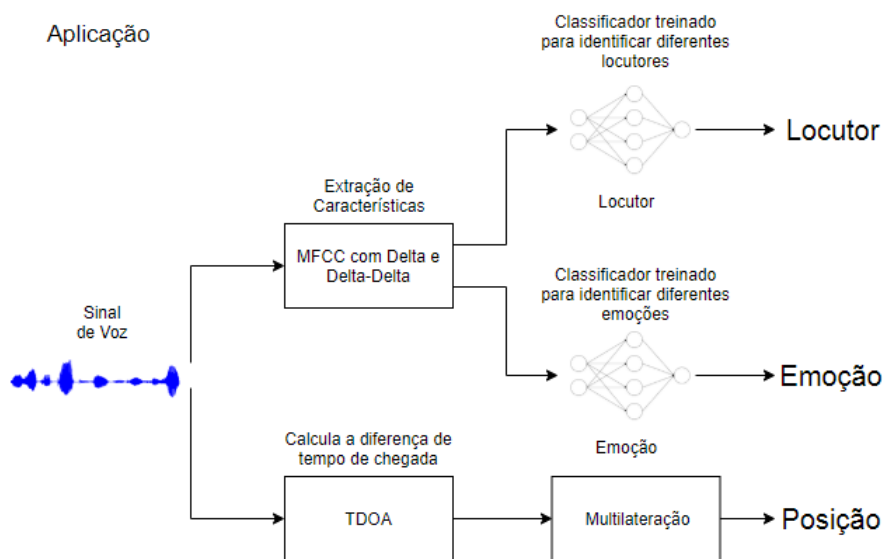 Aplicação
Classificador treinado
para identificar diferentes
locutores
Locutor
Locutor
Extração de
Características
MFCC com Delta e
Delta-Delta
Classificador treinado
para identificar diferentes
emoções
Emoção
Emoção
Sinal
de Voz
Calcula a diferença de
tempo de chegada
TDOA
Multilateração
Posição